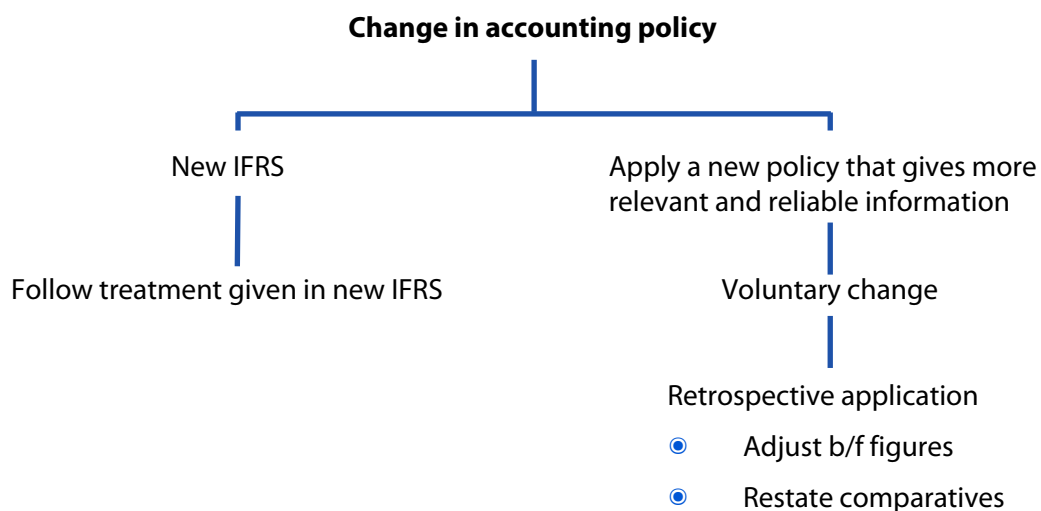 Change in accounting policy
New IFRS
Apply a new policy that gives more
relevant and reliable information
Follow treatment given in new IFRS
Voluntary change
Retrospective application
Adjust b/f figures
Restate comparatives